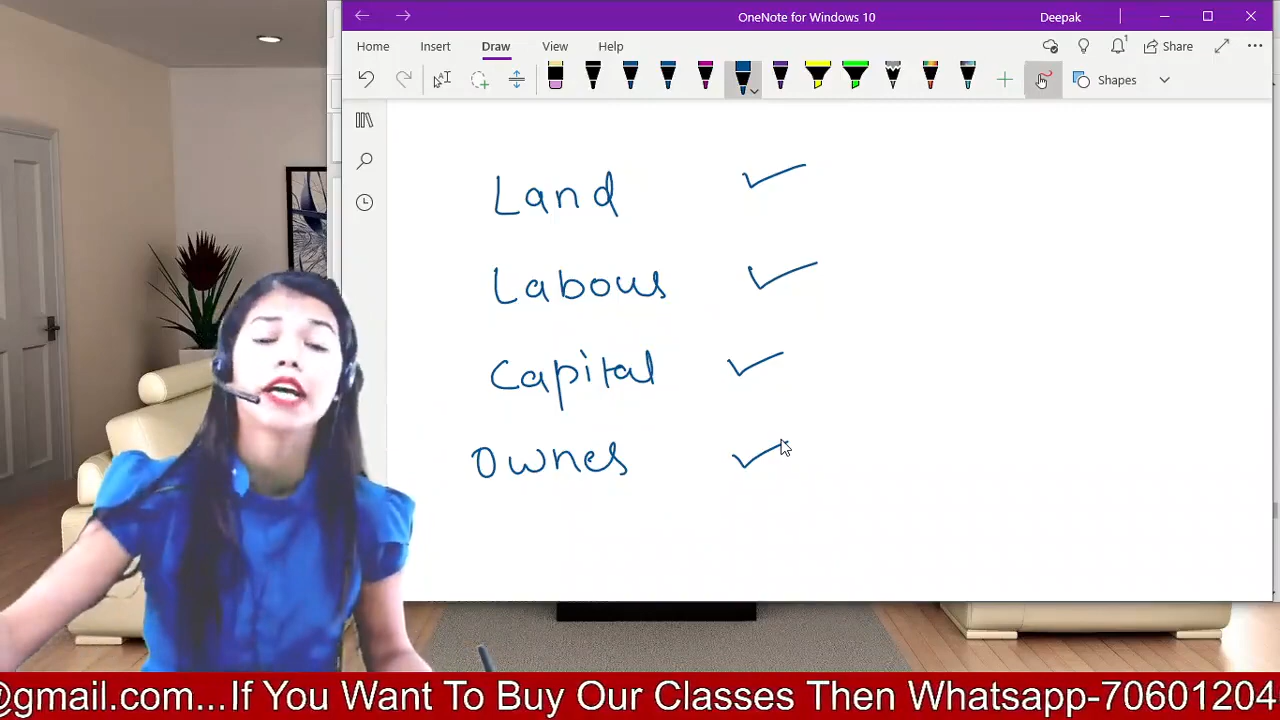 OneNote for Windows 10 Deepak
Home Insert Draw View Help Share
Land
Labour
Capital
Owner
@gmail.com...If You Want To Buy Our Classes Then Whatsapp-70601204